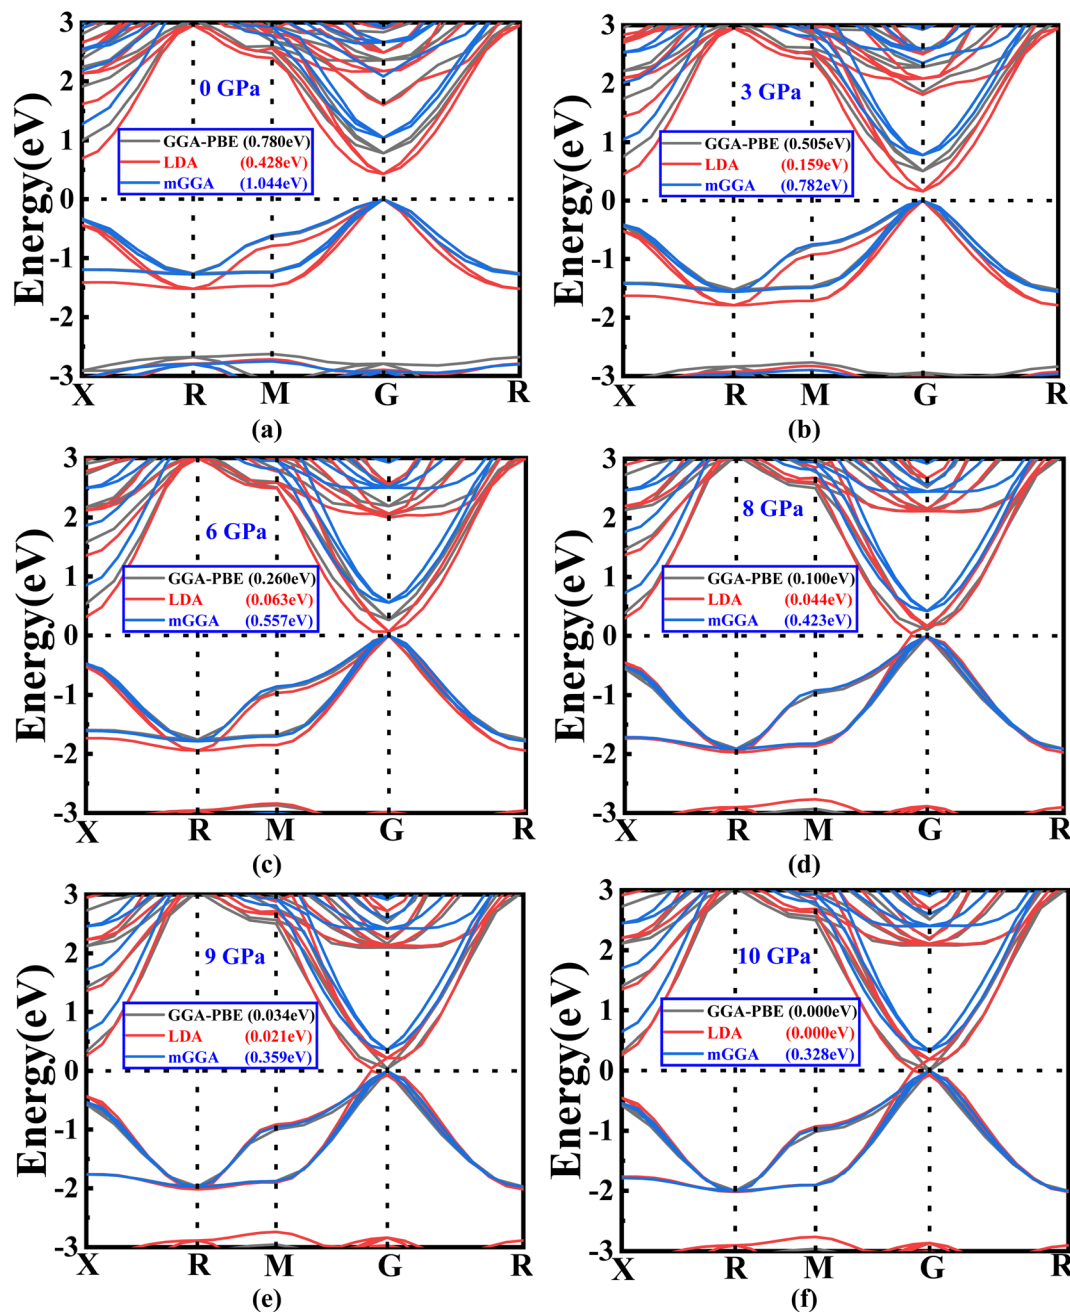 3
2
1
0
-1
-2
-3
Energy(eV)
0 GPa
GGA-PBE (0.780eV)
LDA (0.428eV)
mGGA (1.044eV)
X R M G R
(a)
3
2
1
0
-1
-2
-3
Energy(eV)
3 GPa
GGA-PBE (0.505eV)
LDA (0.159eV)
mGGA (0.782eV)
X R M G R
(b)
3
2
1
0
-1
-2
-3
Energy(eV)
6 GPa
GGA-PBE (0.260eV)
LDA (0.063eV)
mGGA (0.557eV)
X R M G R
(c)
3
2
1
0
-1
-2
-3
Energy(eV)
8 GPa
GGA-PBE (0.100eV)
LDA (0.044eV)
mGGA (0.423eV)
X R M G R
(d)
3
2
1
0
-1
-2
-3
Energy(eV)
9 GPa
GGA-PBE (0.034eV)
LDA (0.021eV)
mGGA (0.359eV)
X R M G R
(e)
3
2
1
0
-1
-2
-3
Energy(eV)
10 GPa
GGA-PBE (0.000eV)
LDA (0.000eV)
mGGA (0.328eV)
X R M G R
(f)